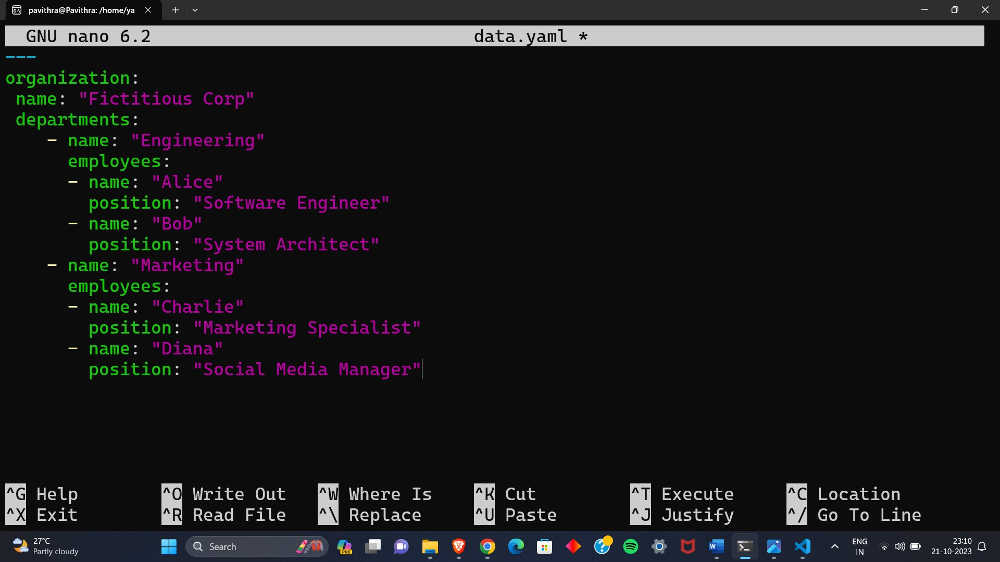 pavithra@Pavithra: /home/ya
GNU nano 6.2 data.yaml *
---
organization:
 name: "Fictitious Corp"
 departments:
    - name: "Engineering"
      employees:
      - name: "Alice"
        position: "Software Engineer"
      - name: "Bob"
        position: "System Architect"
    - name: "Marketing"
      employees:
      - name: "Charlie"
        position: "Marketing Specialist"
      - name: "Diana"
        position: "Social Media Manager"
^G Help ^O Write Out ^W Where Is ^K Cut ^T Execute ^C Location
^X Exit ^R Read File ^\ Replace ^U Paste ^J Justify ^/ Go To Line
27°C
Partly cloudy
Search
PRE
ENG
IN
23:10
21-10-2023